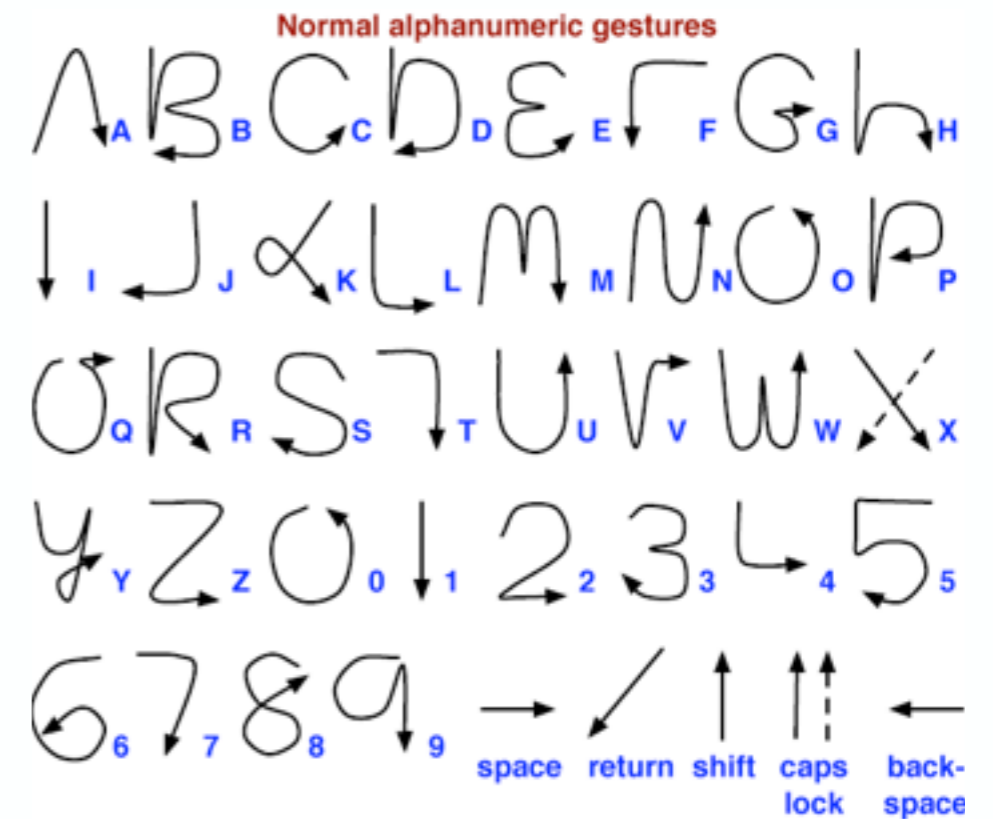 Normal alphanumeric gestures
A B C D E F G H
I J K L M N O P
Q R S T U V W X
Y Z 0 1 2 3 4 5
6 7 8 9 space return shift caps lock back-space